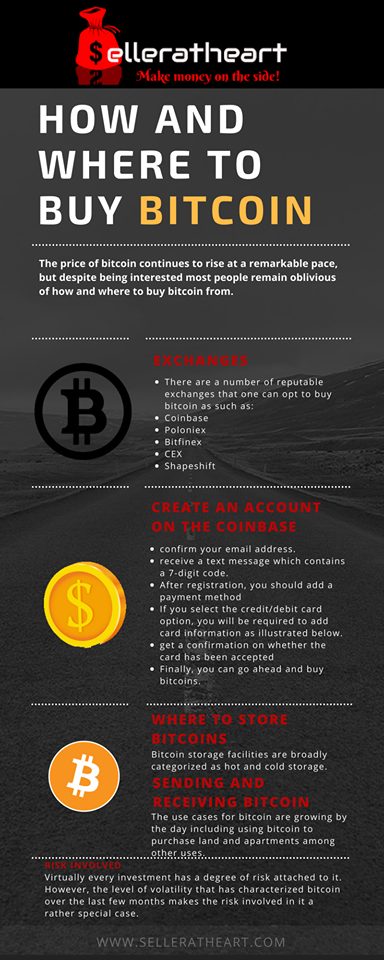 $elleratheart
Make money on the side!
HOW AND
WHERE TO
BUY BITCOIN
The price of bitcoin continues to rise at a remarkable pace,
but despite being interested most people remain oblivious
of how and where to buy bitcoin from.
EXCHANGES
• There are a number of reputable
exchanges that one can opt to buy
bitcoin as such as:
• Coinbase
• Poloniex
• Bitfinex
• CEX
• Shapeshift
CREATE AN ACCOUNT
ON THE COINBASE
• confirm your email address.
• receive a text message which contains
a 7-digit code.
• After registration, you should add a
payment method
• If you select the credit/debit card
option, you will be required to add
card information as illustrated below.
• get a confirmation on whether the
card has been accepted
• Finally, you can go ahead and buy
bitcoins.
$
WHERE TO STORE
BITCOINS
Bitcoin storage facilities are broadly
categorized as hot and cold storage.
SENDING AND
RECEIVING BITCOIN
The use cases for bitcoin are growing by
the day including using bitcoin to
purchase land and apartments among
other uses.
RISK INVOLVED
Virtually every investment has a degree of risk attached to it.
However, the level of volatility that has characterized bitcoin
over the last few months makes the risk involved in it a
rather special case.
WWW.SELLERATHEART.COM